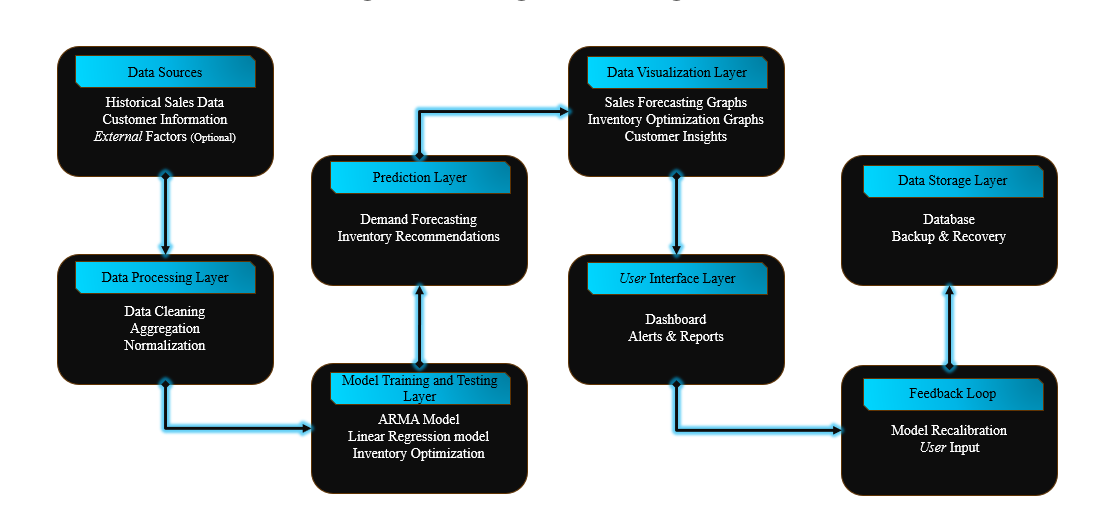 Data Sources
Historical Sales Data
Customer Information
External Factors (Optional)
Data Processing Layer
Data Cleaning
Aggregation
Normalization
Model Training and Testing
Layer
ARMA Model
Linear Regression model
Inventory Optimization
Prediction Layer
Demand Forecasting
Inventory Recommendations
Data Visualization Layer
Sales Forecasting Graphs
Inventory Optimization Graphs
Customer Insights
User Interface Layer
Dashboard
Alerts & Reports
Feedback Loop
Model Recalibration
User Input
Data Storage Layer
Database
Backup & Recovery